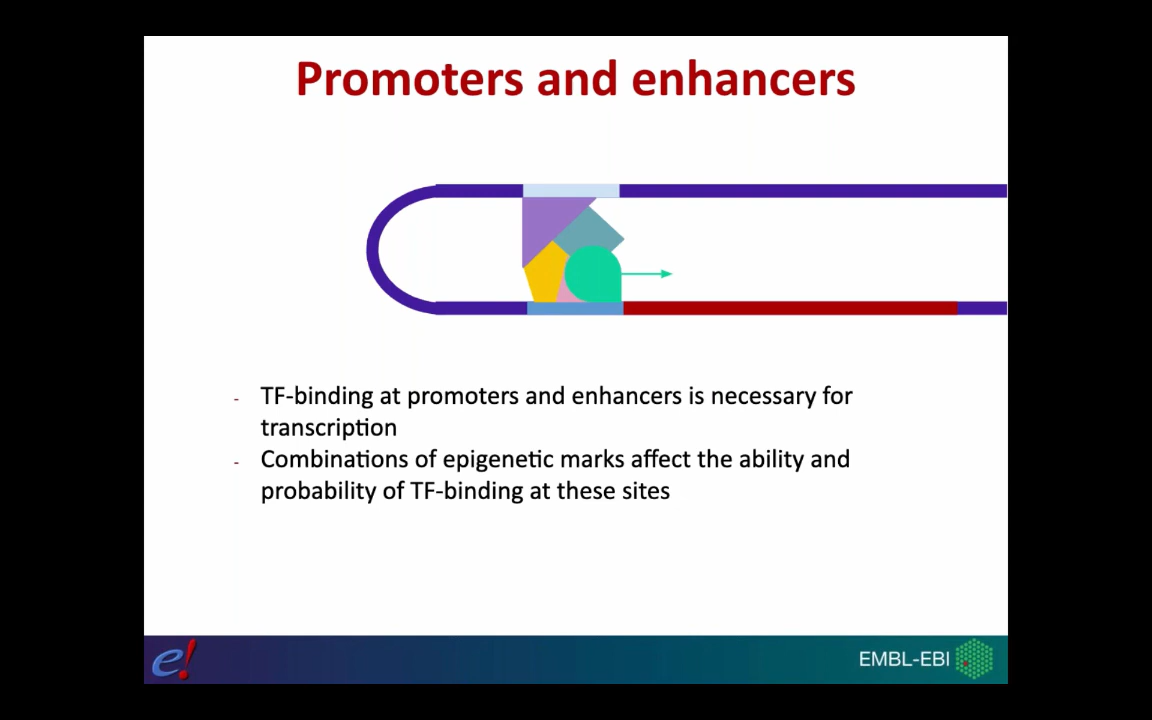 Promoters and enhancers
- TF-binding at promoters and enhancers is necessary for
transcription
- Combinations of epigenetic marks affect the ability and
probability of TF-binding at these sites
e!
EMBL-EBI